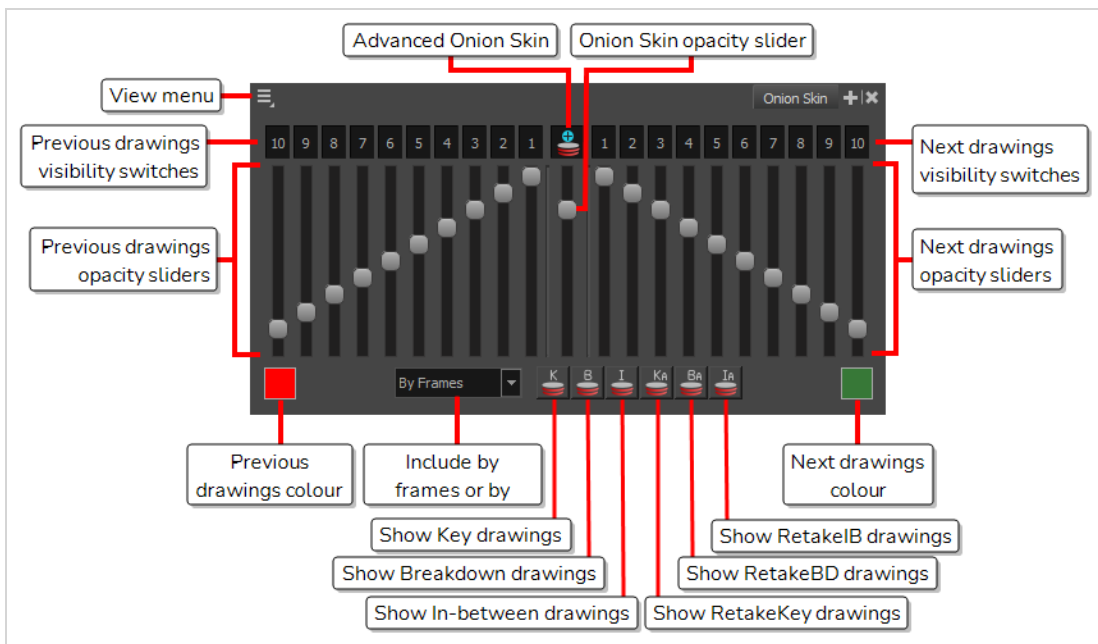 Advanced Onion Skin
Onion Skin opacity slider
View menu
Onion Skin
Previous drawings
visibility switches
10 9 8 7 6 5 4 3 2 1
1 2 3 4 5 6 7 8 9 10
Next drawings
visibility switches
Previous drawings
opacity sliders
Next drawings
opacity sliders
By Frames
K B I KA BA IA
Previous
drawings colour
Include by
frames or by
Next drawings
colour
Show Key drawings
Show RetakeIB drawings
Show Breakdown drawings
Show RetakeBD drawings
Show In-between drawings
Show RetakeKey drawings